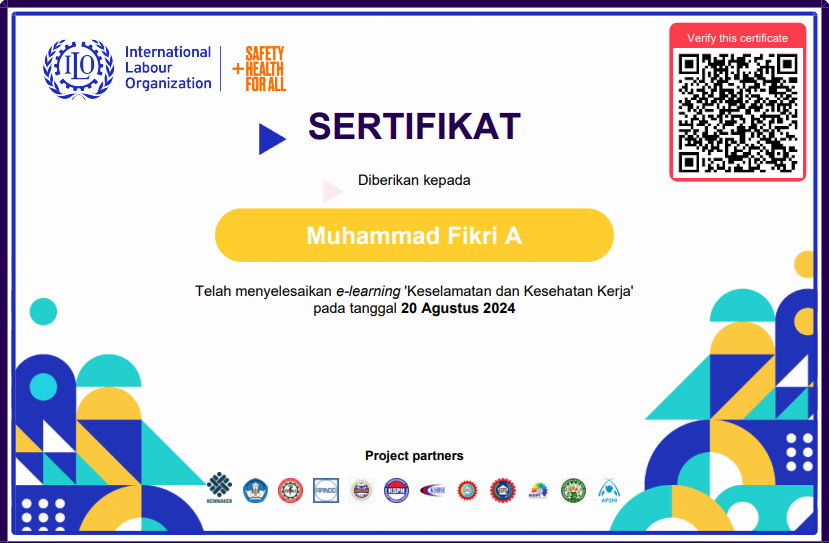 ILO
International
Labour
Organization
SAFETY
+HEALTH
FOR ALL
Verify this certificate
SERTIFIKAT
Diberikan kepada
Muhammad Fikri A
Telah menyelesaikan e-learning 'Keselamatan dan Kesehatan Kerja'
pada tanggal 20 Agustus 2024
Project partners
KEMNAKER
APINDO
KSPN
KSBSI